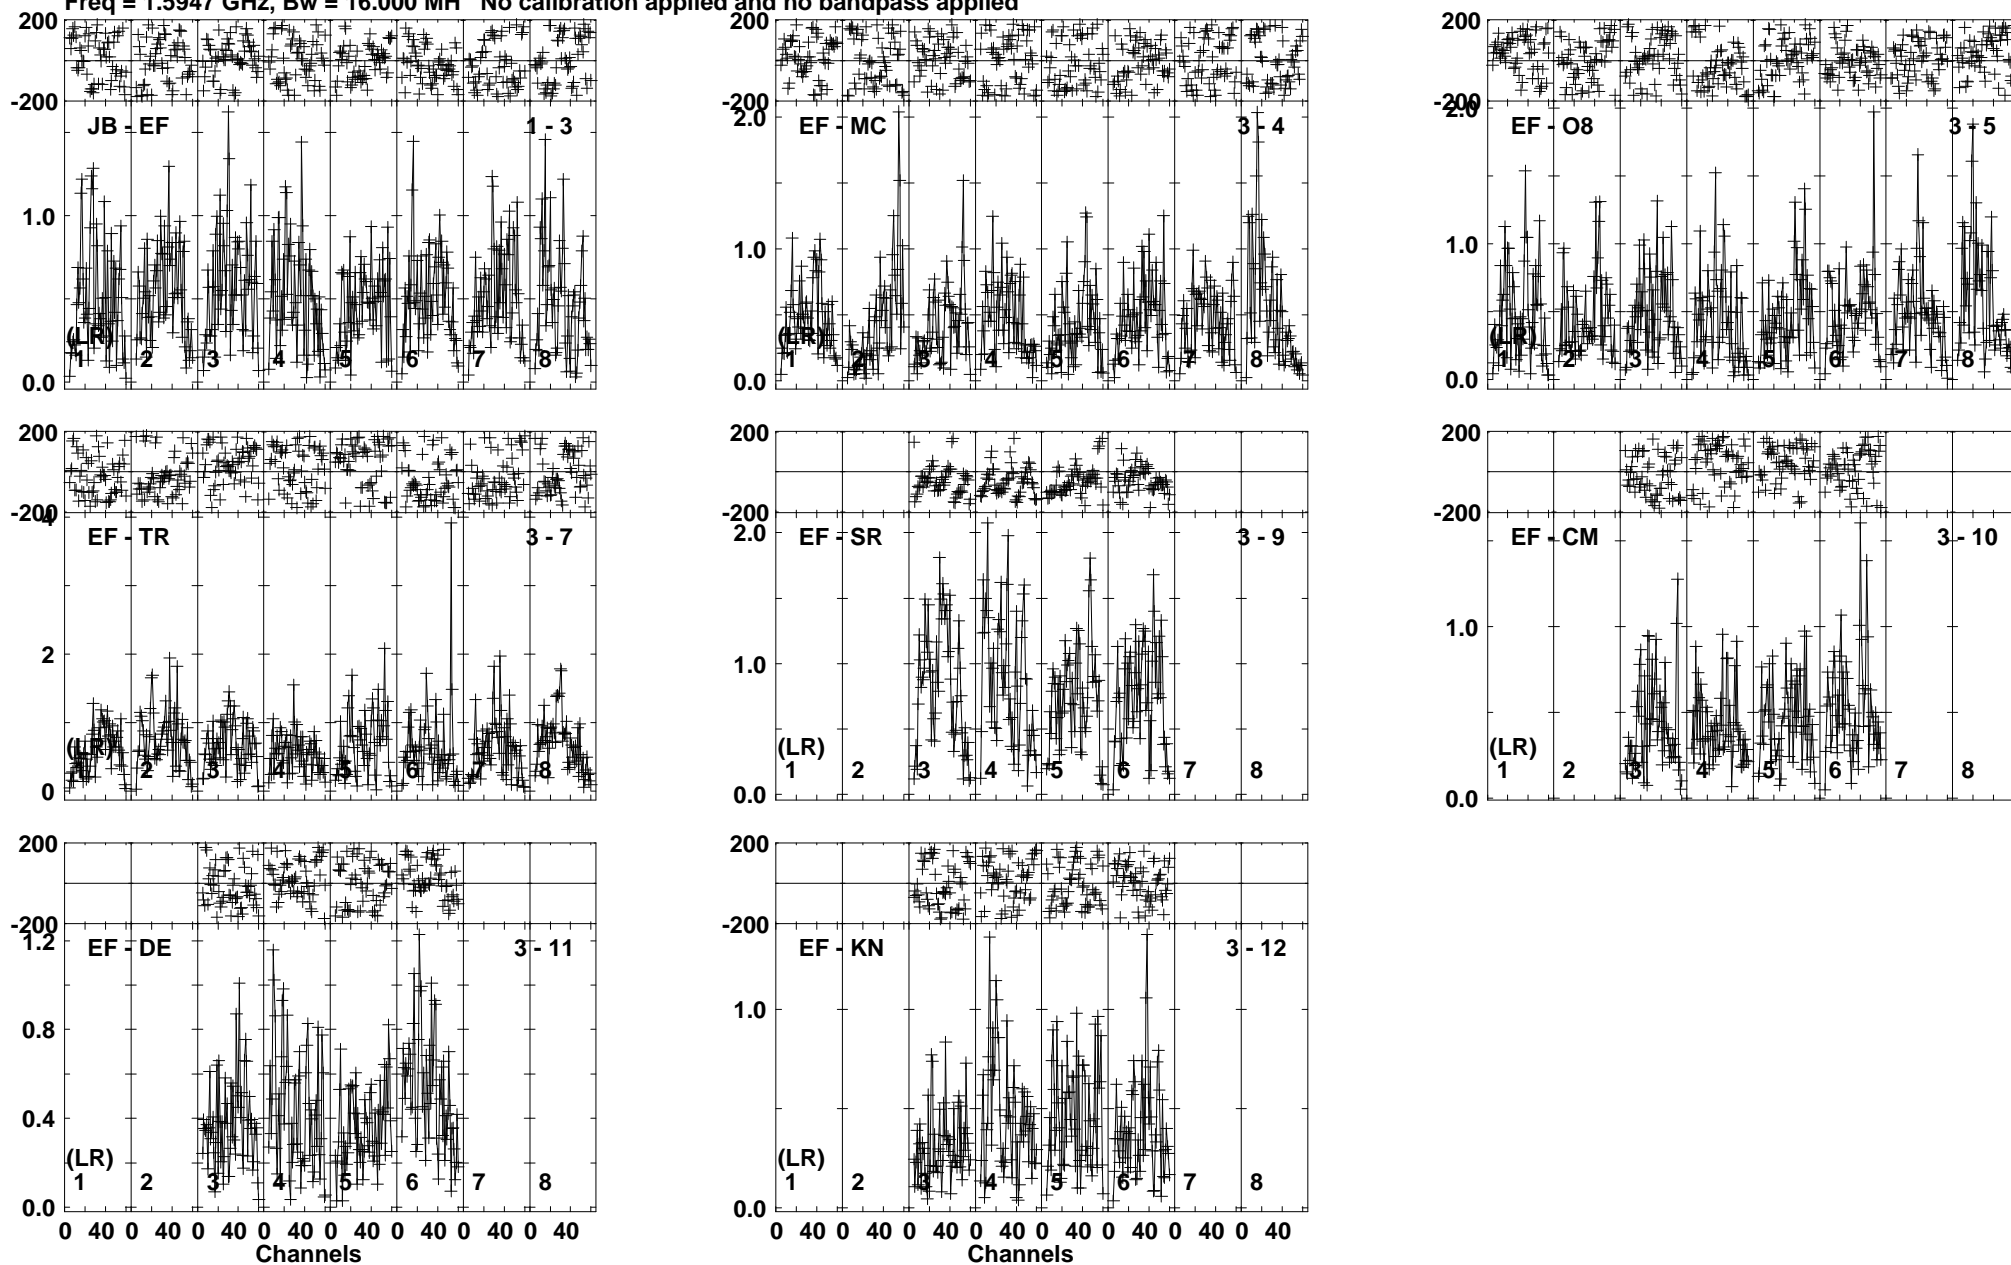 Freq = 1.5947 GHz, Bw = 16.000 MH No calibration applied and no bandpass applied
200 200 200
-200 -200 -200
JB - EF 1 - 3 EF - MC 3 - 4 EF - O8 3 - 5
2.0 2.0
1.0 1.0 1.0
(LR) (LR) (LR)
1 2 3 4 5 6 7 8 1 2 3 4 5 6 7 8 1 2 3 4 5 6 7 8
0.0 0.0 0.0
200 200 200
-200 -200 -200
4
EF - TR 3 - 7 EF - SR 3 - 9 EF - CM 3 - 10
2.0
2 1.0 1.0
(LR) (LR) (LR)
1 2 3 4 5 6 7 8 1 2 3 4 5 6 7 8 1 2 3 4 5 6 7 8
0 0.0 0.0
200 200
-200 -200
1.2
EF - DE 3 - 11 EF - KN 3 - 12
0.8 1.0
0.4
(LR) (LR)
1 2 3 4 5 6 7 8 1 2 3 4 5 6 7 8
0.0 0.0
0 40 0 40 0 40 0 40 0 40 0 40 0 40 0 40 0 40 0 40 0 40 0 40 0 40 0 40 0 40 0 40
Channels Channels